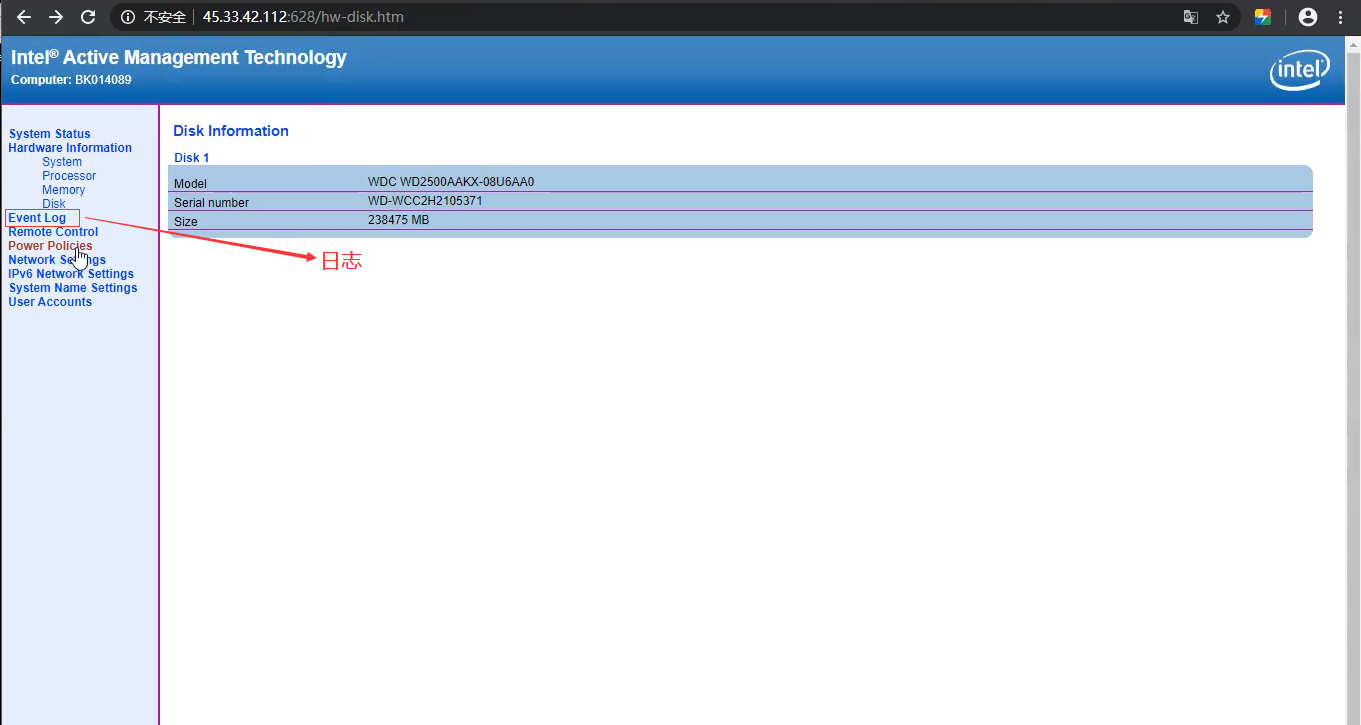 不安全 45.33.42.112:628/hw-disk.htm
Intel® Active Management Technology
Computer: BK014089
intel
System Status
Hardware Information
System
Processor
Memory
Disk
Event Log
Remote Control
Power Policies
Network Settings
IPv6 Network Settings
System Name Settings
User Accounts
Disk Information
Disk 1
Model WDC WD2500AAKX-08U6AA0
Serial number WD-WCC2H2105371
Size 238475 MB
日志